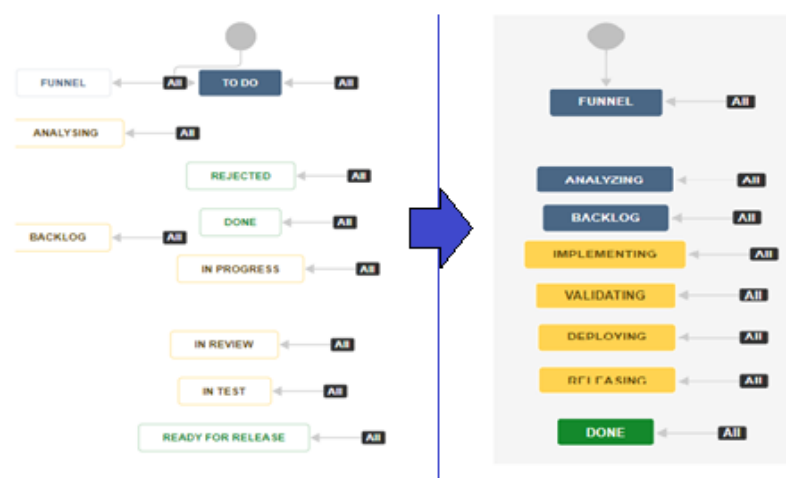 FUNNEL
All
TO DO
All
ANALYSING
All
REJECTED
All
DONE
All
BACKLOG
All
IN PROGRESS
All
IN REVIEW
All
IN TEST
All
READY FOR RELEASE
All
FUNNEL
All
ANALYZING
All
BACKLOG
All
IMPLEMENTING
All
VALIDATING
All
DEPLOYING
All
RELEASING
All
DONE
All